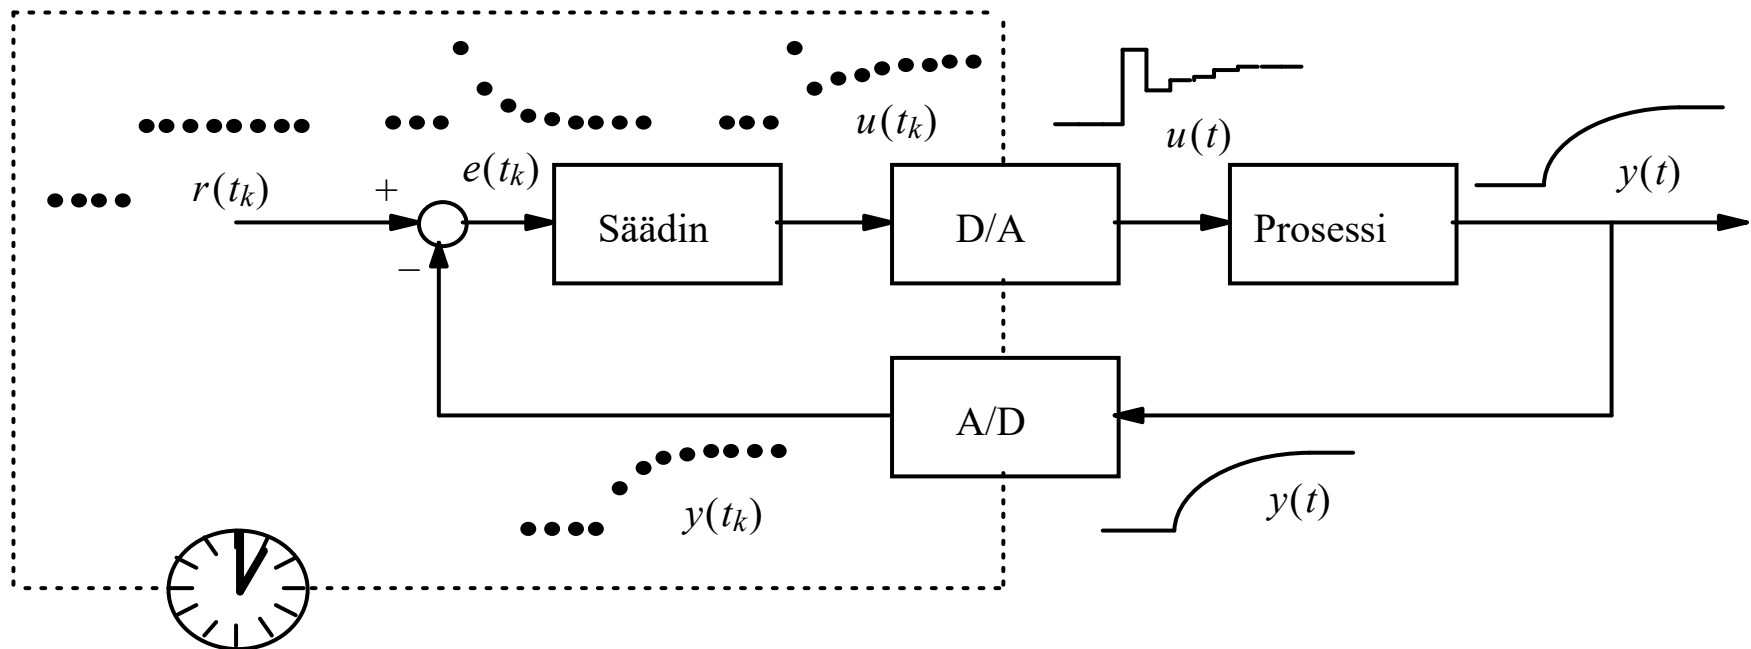 u(t_k)
u(t)
r(t_k)
+
e(t_k)
y(t)
−
Säädin
D/A
Prosessi
A/D
y(t_k)
y(t)